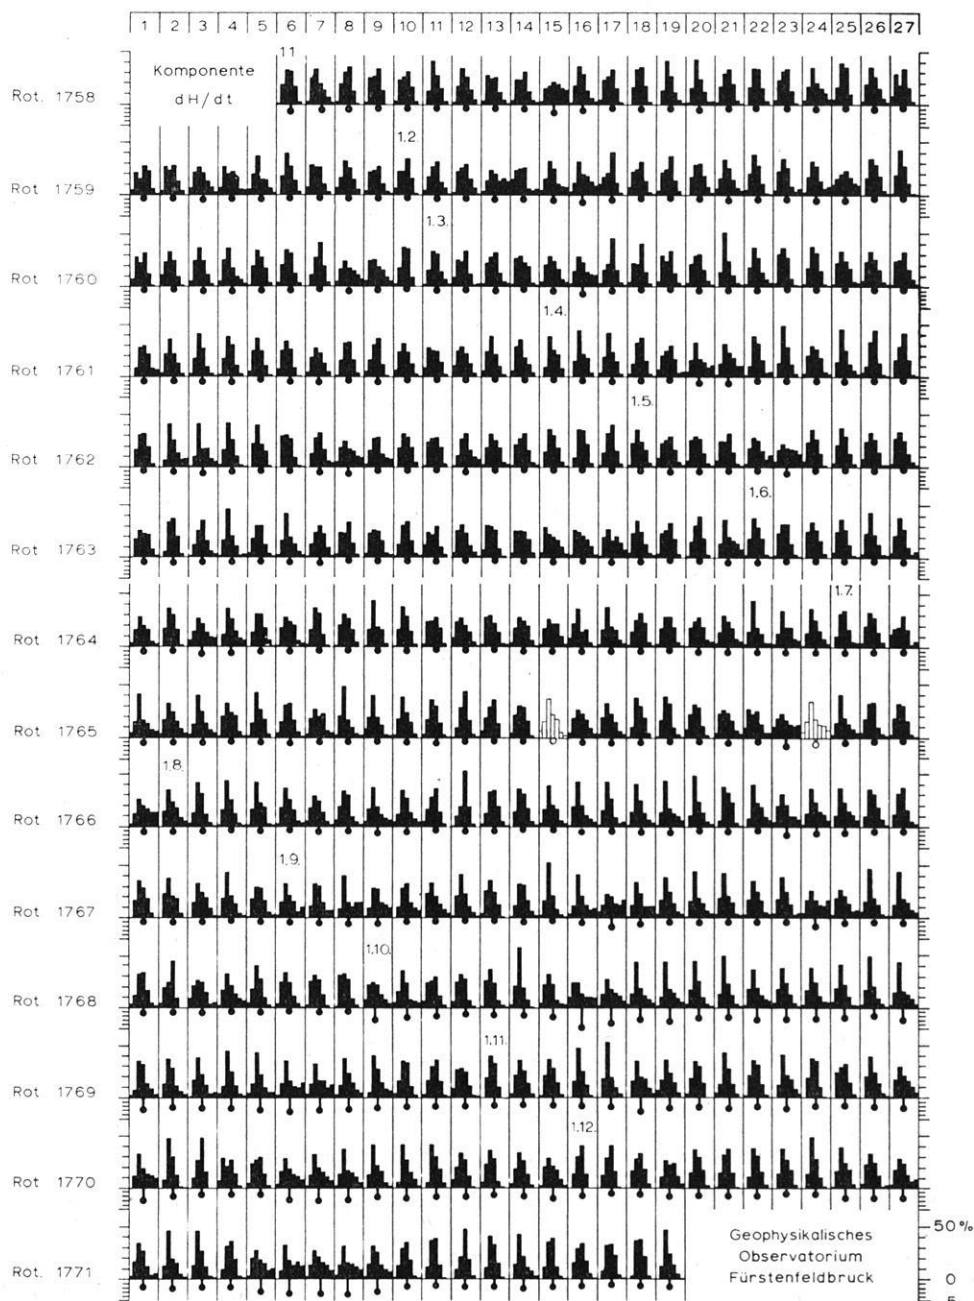 1 2 3 4 5 6 7 8 9 10 11 12 13 14 15 16 17 18 19 20 21 22 23 24 25 26 27
11
Komponente
dH/dt
Rot. 1758
1.2.
Rot 1759
1.3.
Rot 1760
1.4.
Rot 1761
1.5.
Rot 1762
1.6.
Rot 1763
1.7.
Rot 1764
Rot 1765
1.8.
Rot 1766
1.9.
Rot 1767
1.10.
Rot 1768
1.11.
Rot 1769
1.12.
Rot 1770
50%
Geophysikalisches
Observatorium
Fürstenfeldbruck
Rot. 1771
0
5